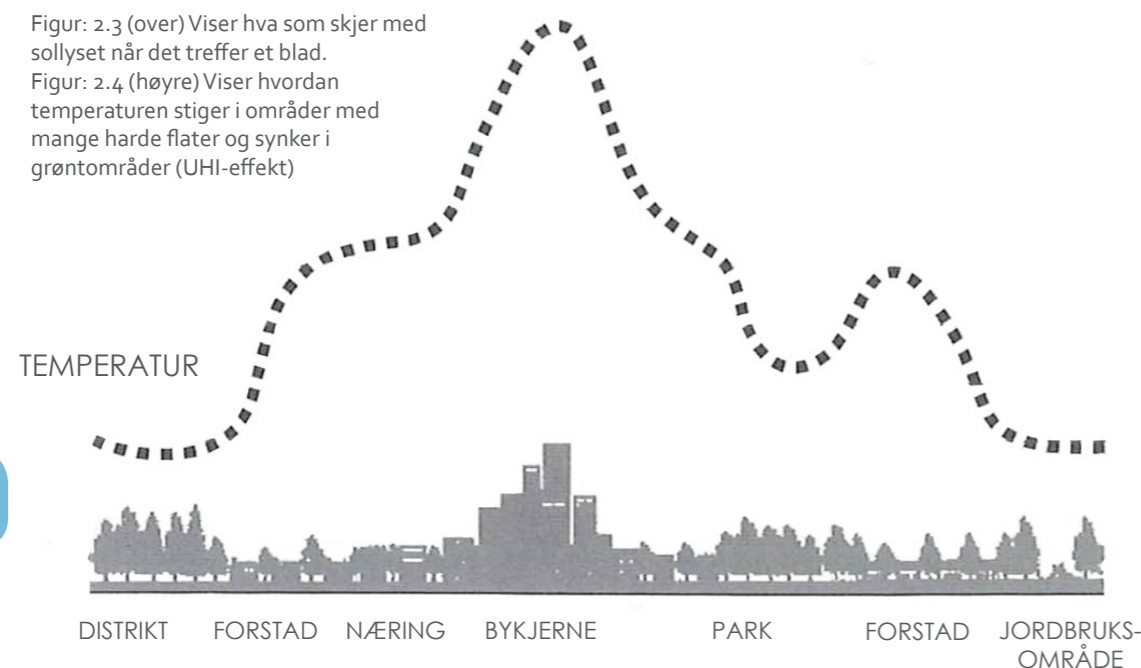 Figur: 2.3 (over) Viser hva som skjer med
sollyset når det treffer et blad.
Figur: 2.4 (høyre) Viser hvordan
temperaturen stiger i områder med
mange harde flater og synker i
grøntområder (UHI-effekt)
TEMPERATUR
DISTRIKT FORSTAD NÆRING BYKJERNE PARK FORSTAD JORDBRUKS-
OMRÅDE